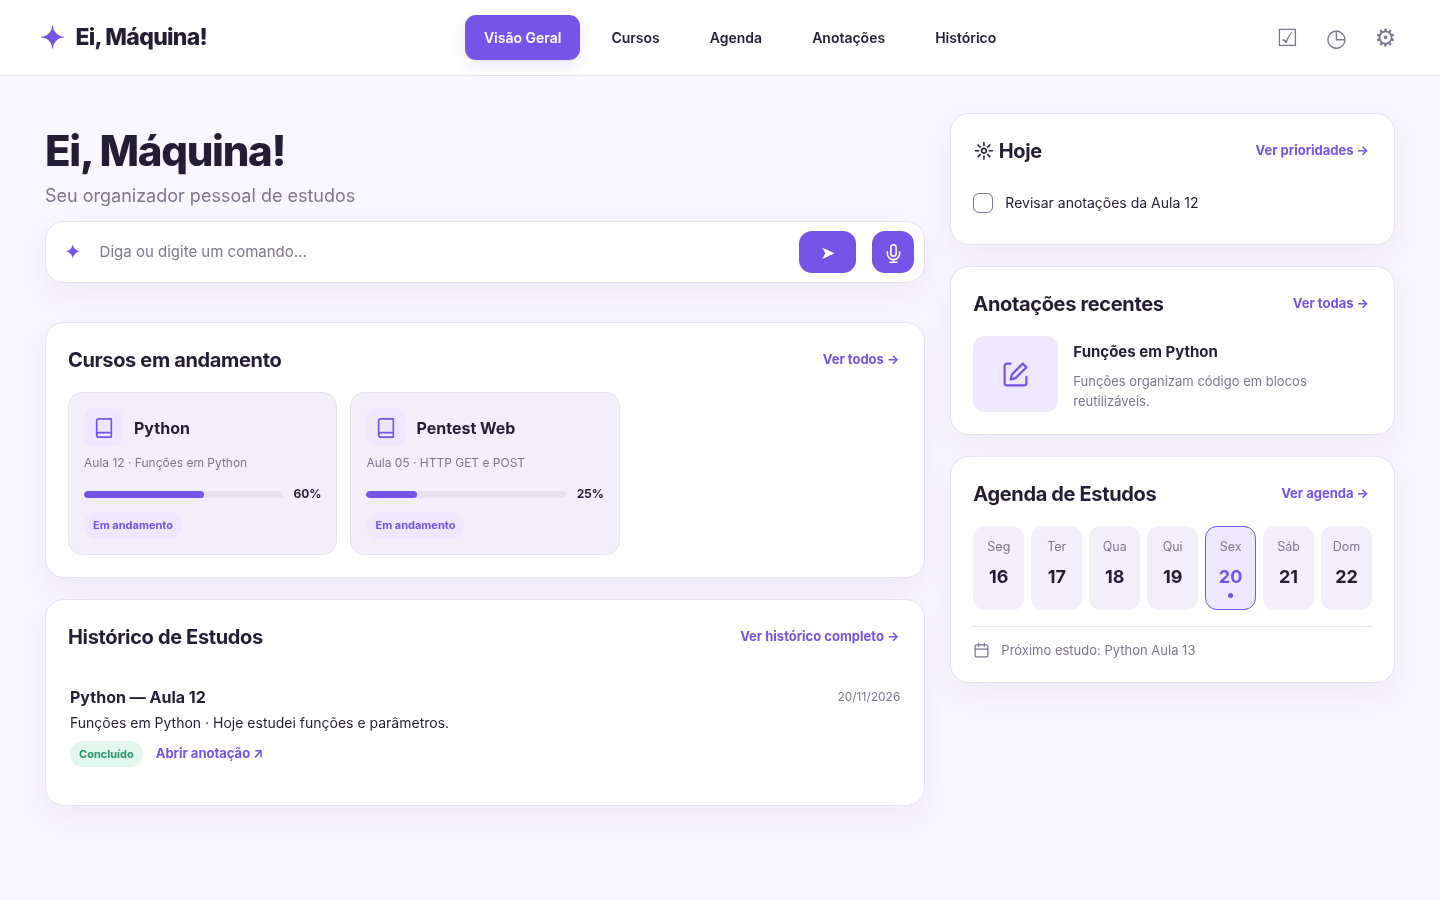 Ei, Máquina!
Visão Geral
Cursos
Agenda
Anotações
Histórico
Ei, Máquina!
Seu organizador pessoal de estudos
Diga ou digite um comando...
Cursos em andamento
Ver todos →
Python
Aula 12 · Funções em Python
60%
Em andamento
Pentest Web
Aula 05 · HTTP GET e POST
25%
Em andamento
Histórico de Estudos
Ver histórico completo →
Python — Aula 12
20/11/2026
Funções em Python · Hoje estudei funções e parâmetros.
Concluído
Abrir anotação ↗
Hoje
Ver prioridades →
Revisar anotações da Aula 12
Anotações recentes
Ver todas →
Funções em Python
Funções organizam código em blocos
reutilizáveis.
Agenda de Estudos
Ver agenda →
Seg Ter Qua Qui Sex Sáb Dom
16 17 18 19 20 21 22
Próximo estudo: Python Aula 13